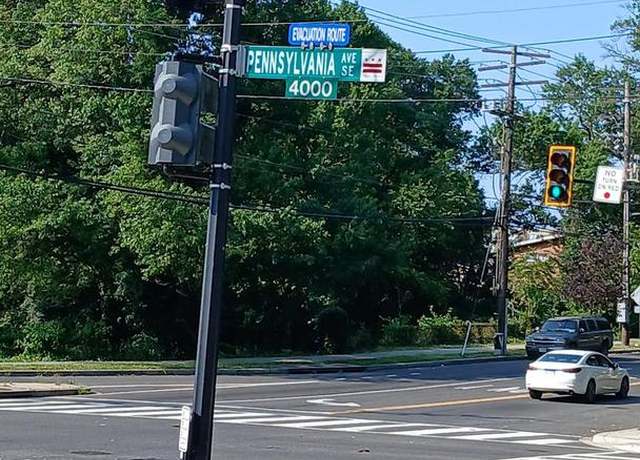 EVACUATION ROUTE
PENNSYLVANIA AVE SE
4000
NO
TURN
ON RED